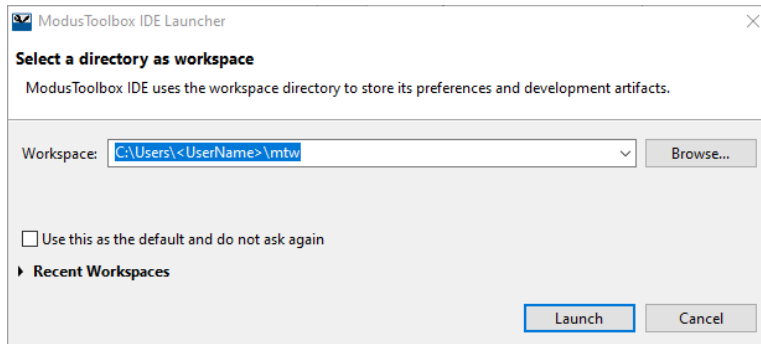 ModusToolbox IDE Launcher
Select a directory as workspace
ModusToolbox IDE uses the workspace directory to store its preferences and development artifacts.
Workspace: C:\Users\<UserName>\mtw Browse...
Use this as the default and do not ask again
Recent Workspaces
Launch Cancel